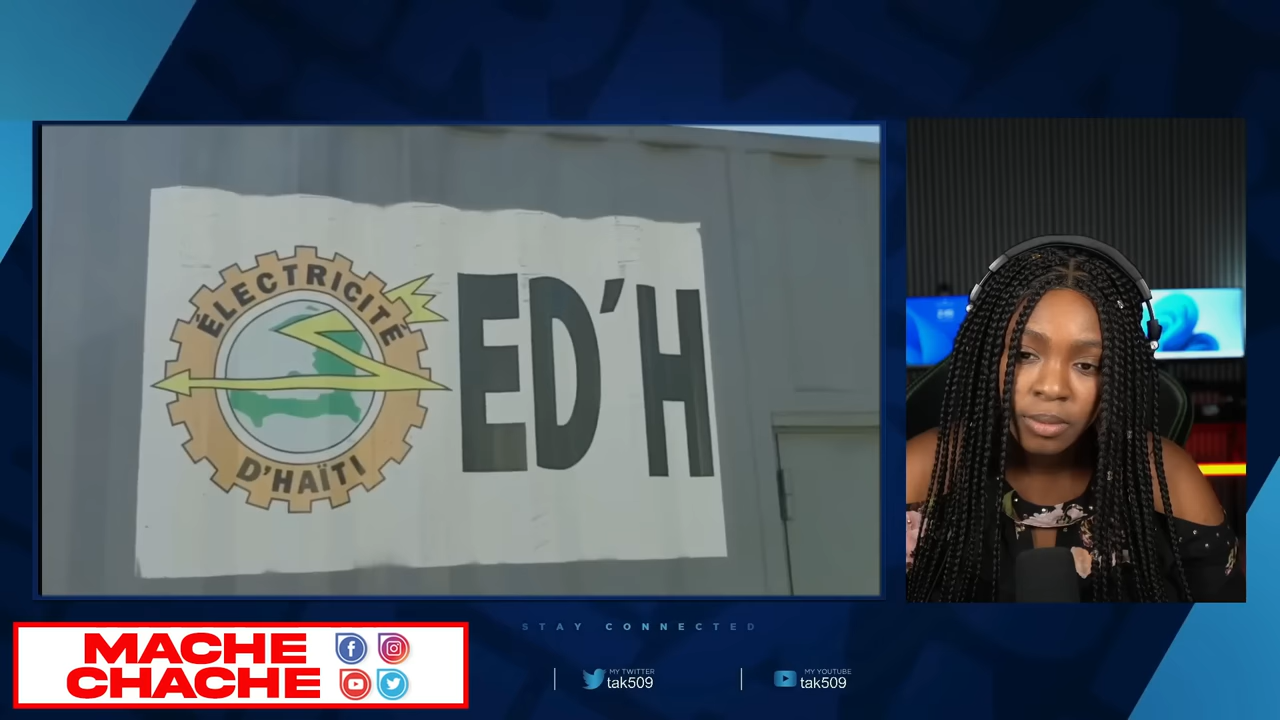 ÉLECTRICITÉ
D'HAÏTI
ED'H
STAY CONNECTED
MACHE
CHACHE
MY TWITTER
tak509
MY YOUTUBE
tak509